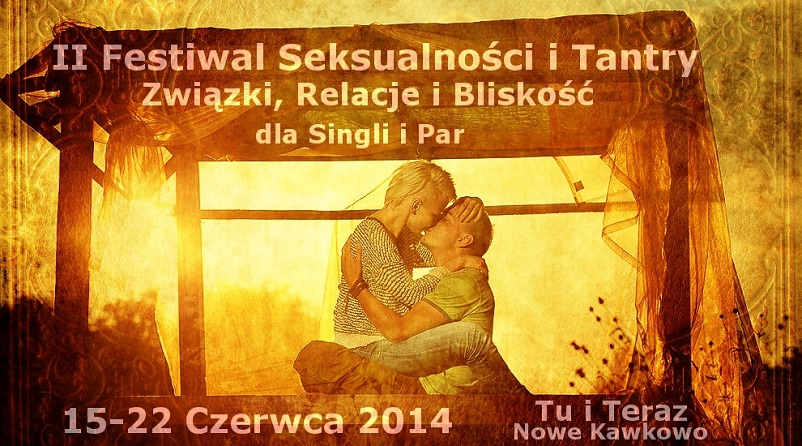 II Festiwal Seksualności i Tantry
Związki, Relacje i Bliskość
dla Singli i Par
15-22 Czerwca 2014
Tu i Teraz
Nowe Kawkowo